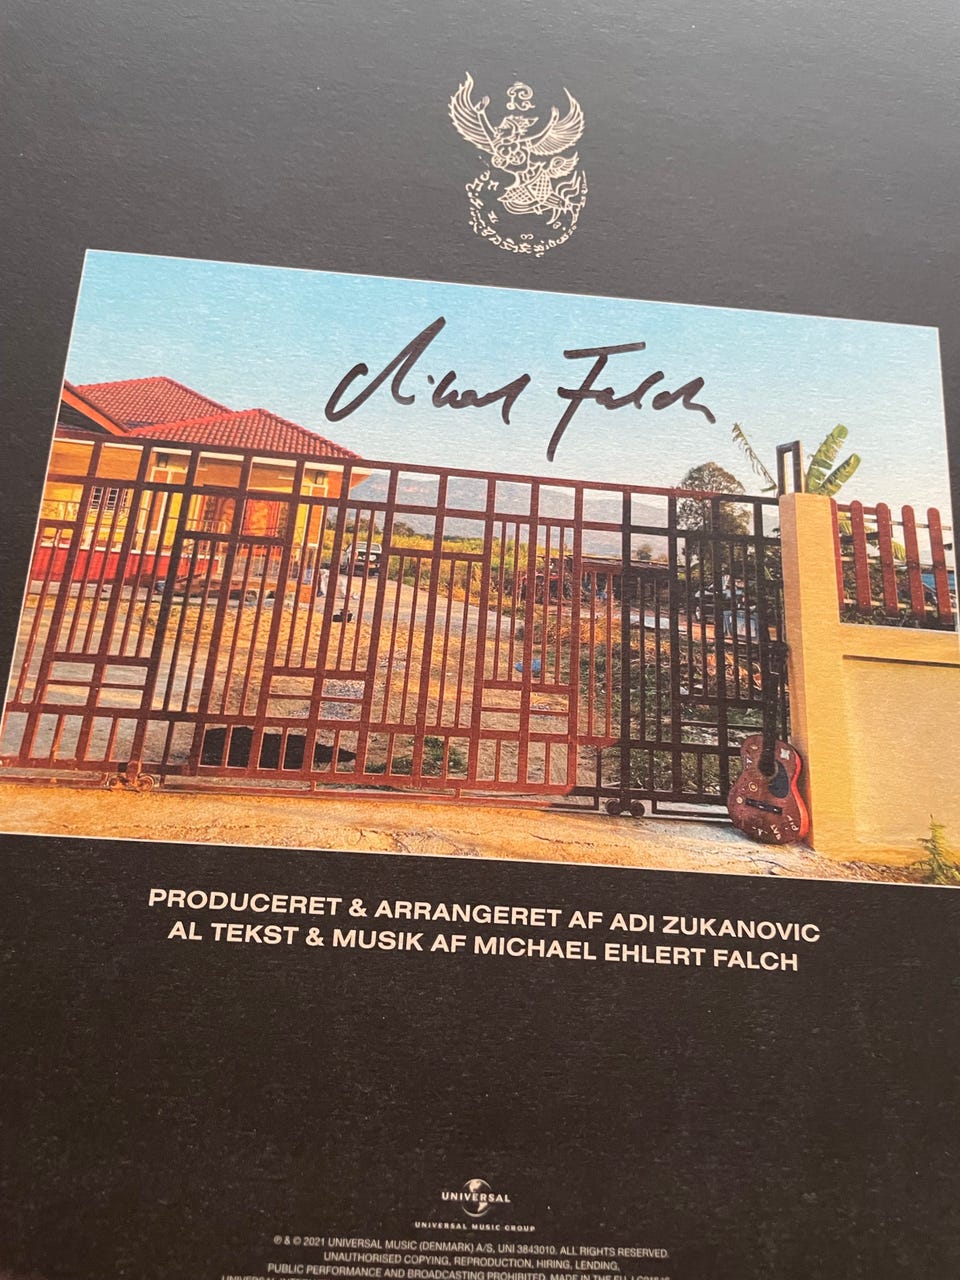 Michael Falch
PRODUCERET & ARRANGERET AF ADI ZUKANOVIC
AL TEKST & MUSIK AF MICHAEL EHLERT FALCH
UNIVERSAL
UNIVERSAL MUSIC GROUP
℗ & © 2021 UNIVERSAL MUSIC (DENMARK) A/S, UNI 3843010. ALL RIGHTS RESERVED.
UNAUTHORISED COPYING, REPRODUCTION, HIRING, LENDING,
PUBLIC PERFORMANCE AND BROADCASTING PROHIBITED. MADE IN THE EU.